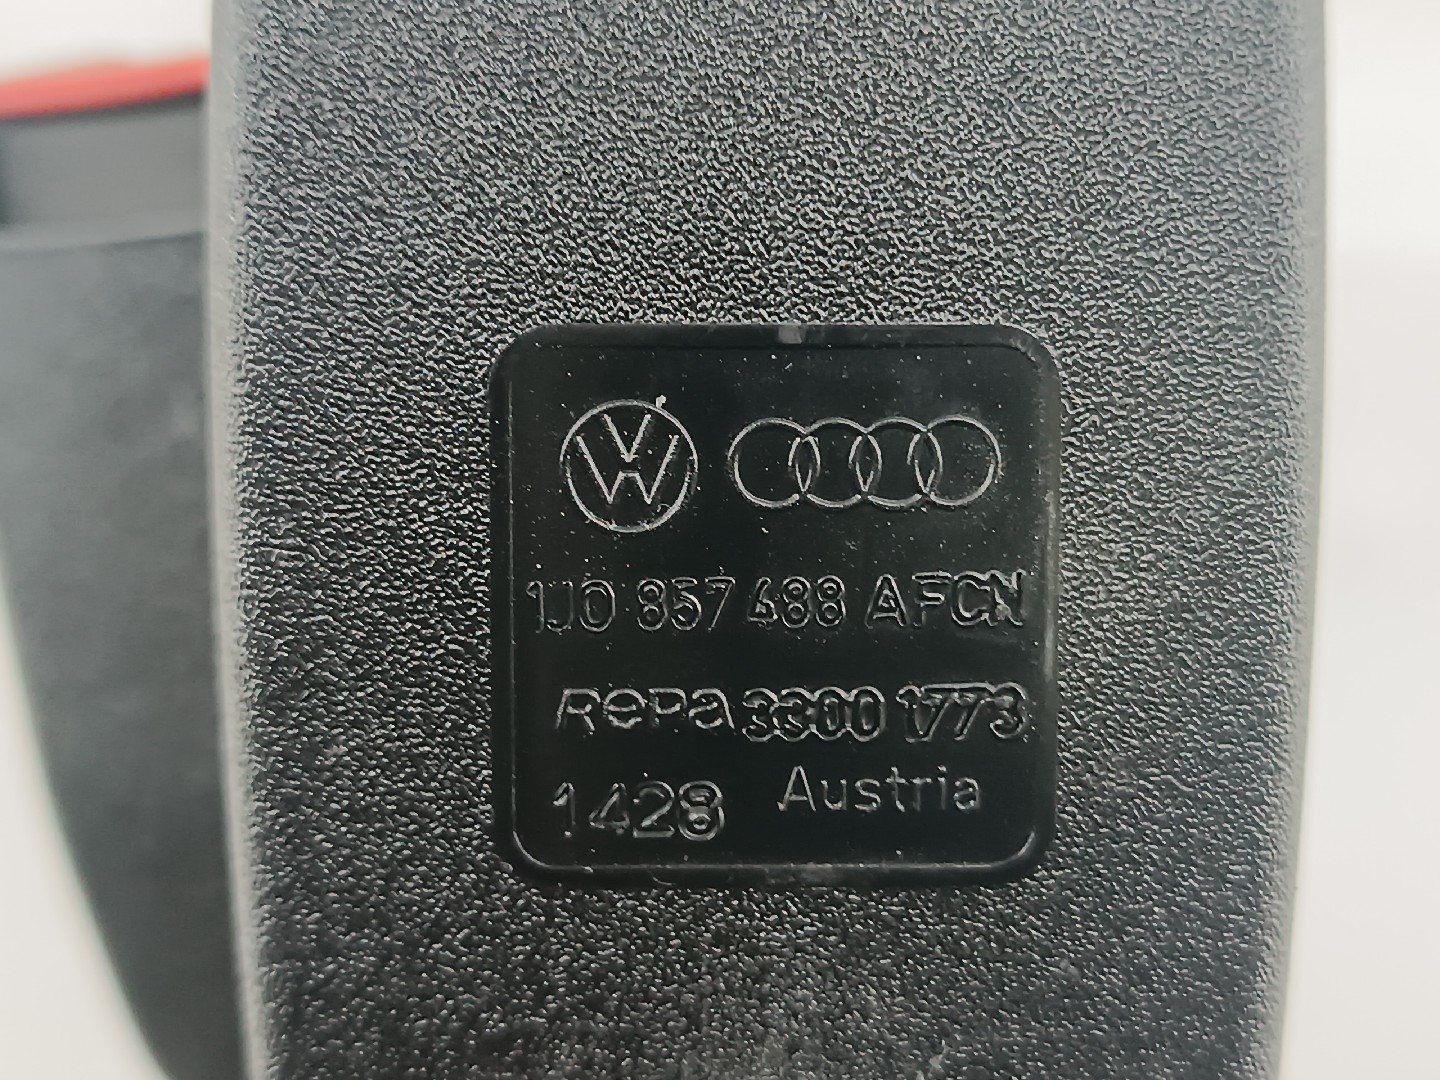 1J0 857 488 AFCN
RePa 3300 1773
1428 Austria